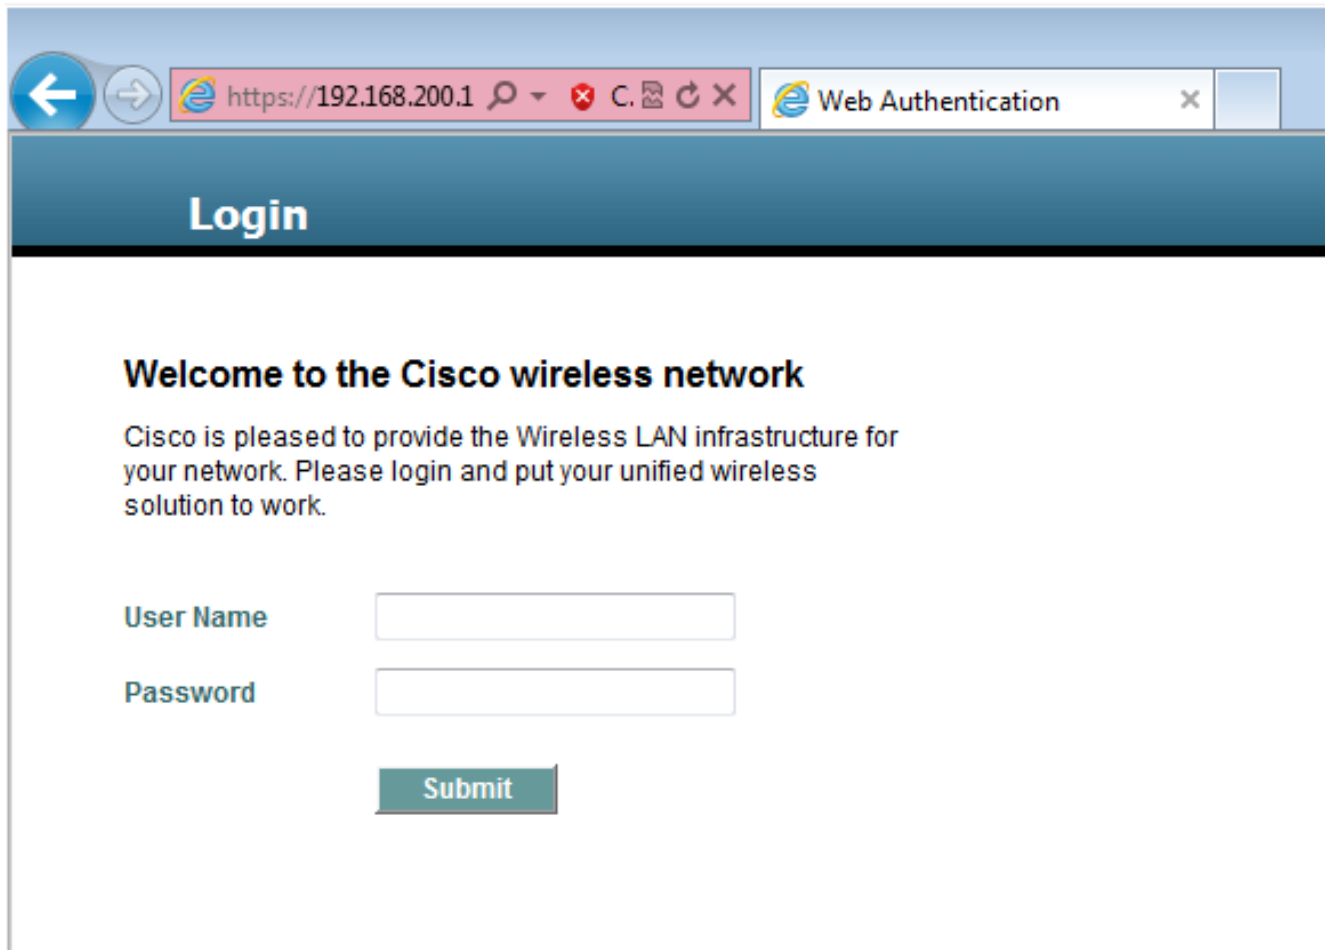 https://192.168.200.1
C.
Web Authentication
Login
Welcome to the Cisco wireless network
Cisco is pleased to provide the Wireless LAN infrastructure for
your network. Please login and put your unified wireless
solution to work.
User Name
Password
Submit